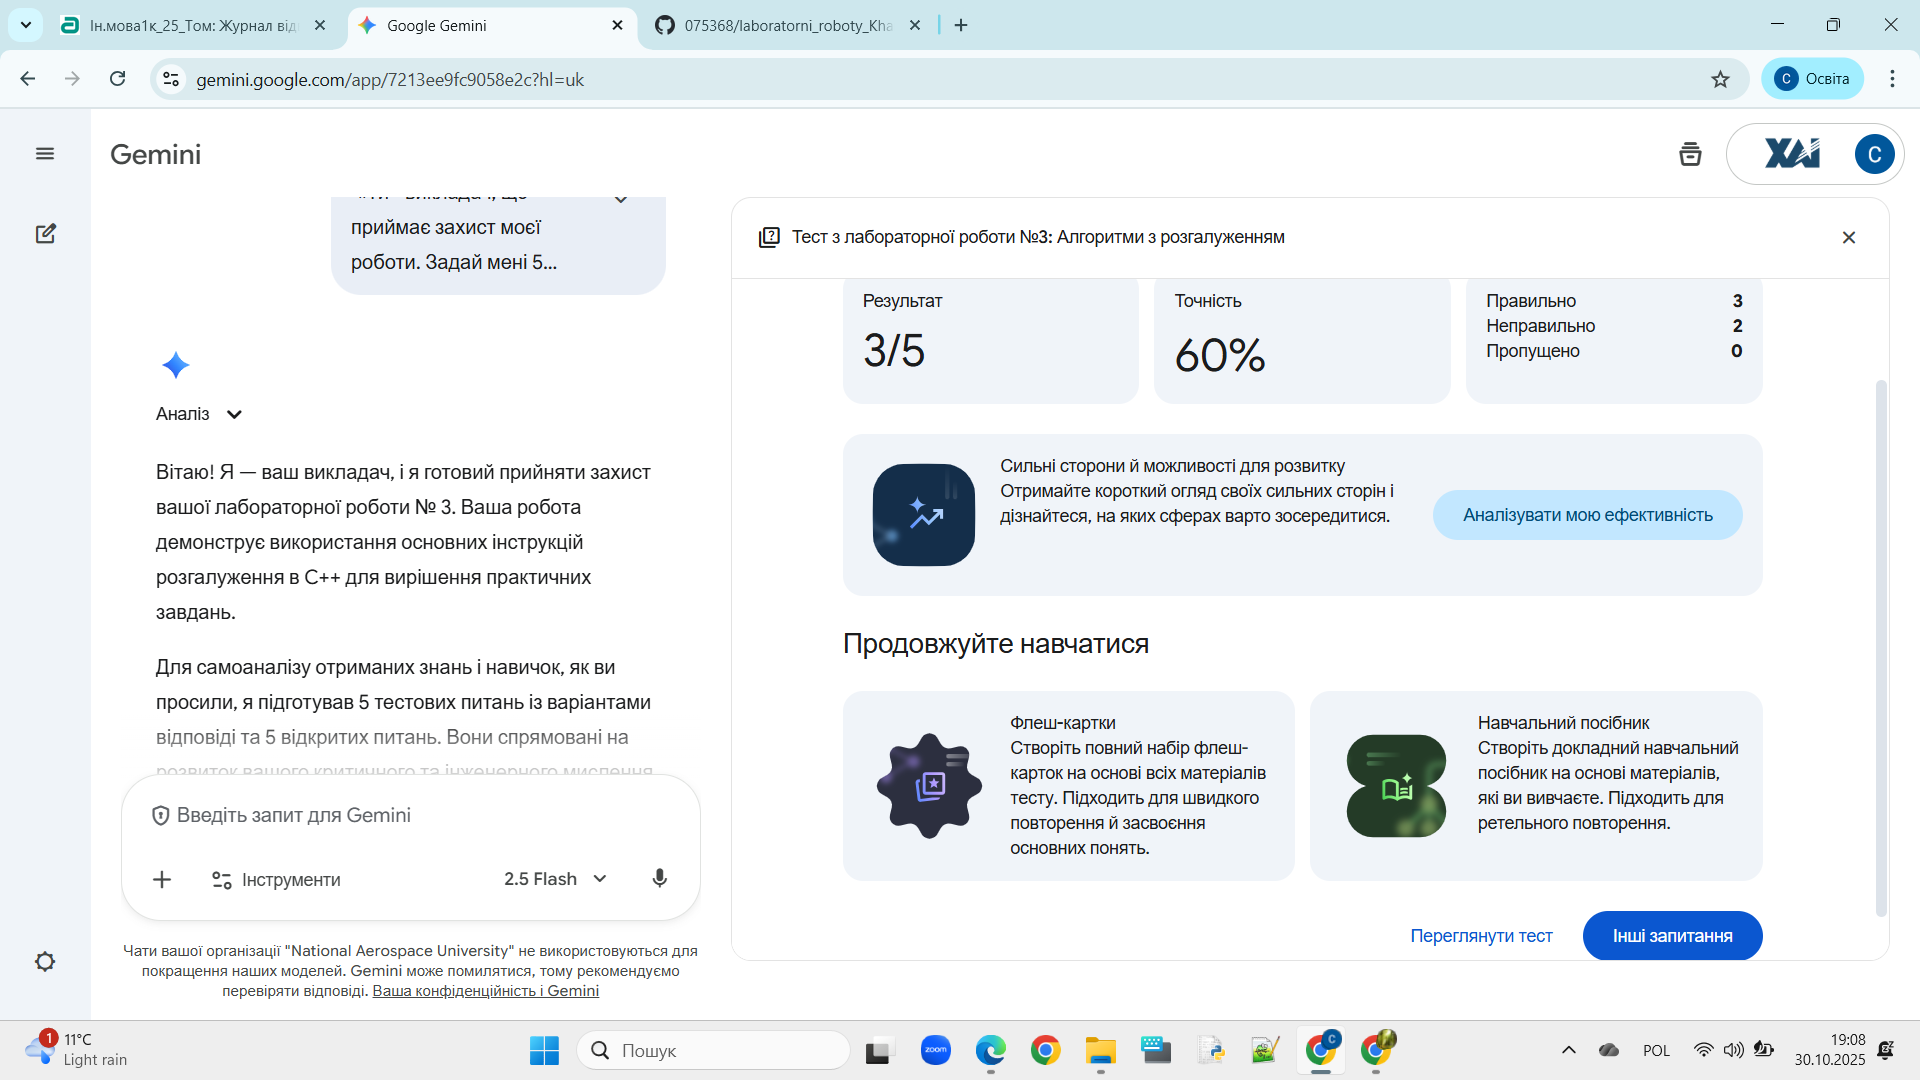 Ін.мова1к_25_Том: Журнал від
Google Gemini
075368/laboratorni_roboty_Kha
gemini.google.com/app/7213ee9fc9058e2c?hl=uk
С Освіта
Gemini
ХАІ
С
приймає захист моєї
роботи. Задай мені 5...
Аналіз
Вітаю! Я — ваш викладач, і я готовий прийняти захист
вашої лабораторної роботи № 3. Ваша робота
демонструє використання основних інструкцій
розгалуження в C++ для вирішення практичних
завдань.
Для самоаналізу отриманих знань і навичок, як ви
просили, я підготував 5 тестових питань із варіантами
відповіді та 5 відкритих питань. Вони спрямовані на
розвиток вашого критичного та інженерного мислення
Введіть запит для Gemini
Інструменти
2.5 Flash
Чати вашої організації "National Aerospace University" не використовуються для
покращення наших моделей. Gemini може помилятися, тому рекомендуємо
перевіряти відповіді. Ваша конфіденційність і Gemini
Тест з лабораторної роботи №3: Алгоритми з розгалуженням
Результат
3/5
Точність
60%
Правильно 3
Неправильно 2
Пропущено 0
Сильні сторони й можливості для розвитку
Отримайте короткий огляд своїх сильних сторін і
дізнайтеся, на яких сферах варто зосередитися.
Аналізувати мою ефективність
Продовжуйте навчатися
Флеш-картки
Створіть повний набір флеш-
карток на основі всіх матеріалів
тесту. Підходить для швидкого
повторення й засвоєння
основних понять.
Навчальний посібник
Створіть докладний навчальний
посібник на основі матеріалів,
які ви вивчаєте. Підходить для
ретельного повторення.
Переглянути тест
Інші запитання
1
11°C
Light rain
Пошук
zoom
C
POL
19:08
30.10.2025